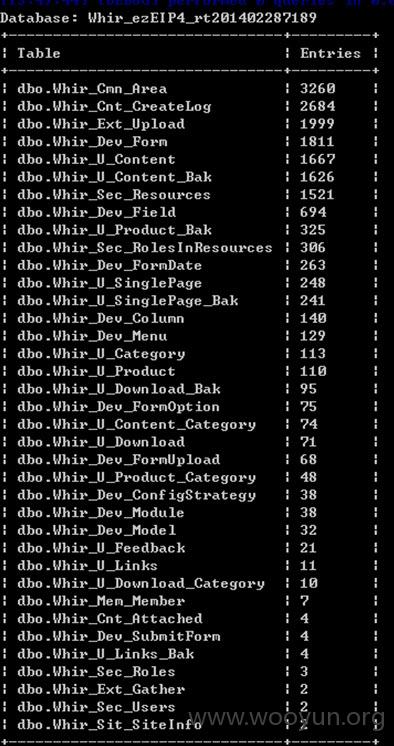 Database: Whir_ezEIP4_rt201402287189
Table | Entries
dbo.Whir_Cmn_Area | 3260
dbo.Whir_Cnt_CreateLog | 2684
dbo.Whir_Ext_Upload | 1999
dbo.Whir_Dev_Form | 1811
dbo.Whir_U_Content | 1667
dbo.Whir_U_Content_Bak | 1626
dbo.Whir_Sec_Resources | 1521
dbo.Whir_Dev_Field | 694
dbo.Whir_U_Product_Bak | 325
dbo.Whir_Sec_RolesInResources | 306
dbo.Whir_Dev_FormDate | 263
dbo.Whir_U_SinglePage | 248
dbo.Whir_U_SinglePage_Bak | 241
dbo.Whir_Dev_Column | 140
dbo.Whir_Dev_Menu | 129
dbo.Whir_U_Category | 113
dbo.Whir_U_Product | 110
dbo.Whir_U_Download_Bak | 95
dbo.Whir_Dev_FormOption | 75
dbo.Whir_U_Content_Category | 74
dbo.Whir_U_Download | 71
dbo.Whir_Dev_FormUpload | 68
dbo.Whir_U_Product_Category | 48
dbo.Whir_Dev_ConfigStrategy | 38
dbo.Whir_Dev_Module | 38
dbo.Whir_Dev_Model | 32
dbo.Whir_U_Feedback | 21
dbo.Whir_U_Links | 11
dbo.Whir_U_Download_Category | 10
dbo.Whir_Mem_Member | 7
dbo.Whir_Cnt_Attached | 4
dbo.Whir_Dev_SubmitForm | 4
dbo.Whir_U_Links_Bak | 4
dbo.Whir_Sec_Roles | 3
dbo.Whir_Ext_Gather | 2
dbo.Whir_Sec_Users | 2
dbo.Whir_Sit_SiteInfo
www.wooyun.org